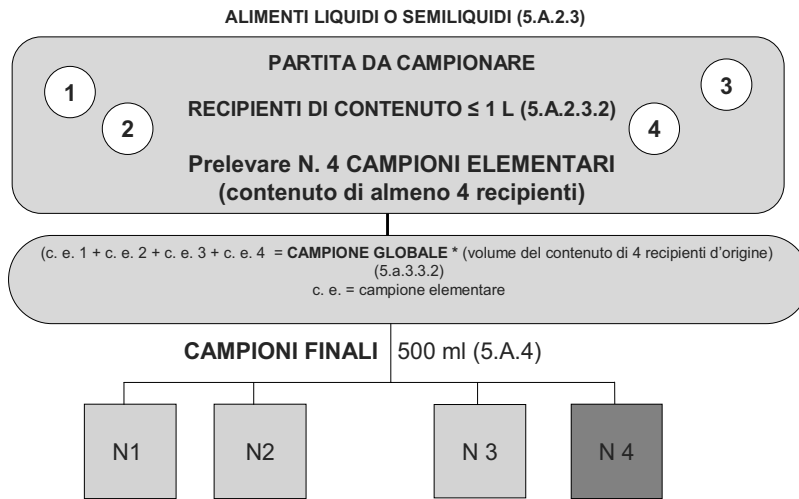 ALIMENTI LIQUIDI O SEMILIQUIDI (5.A.2.3)
PARTITA DA CAMPIONARE
1
3
2
RECIPIENTI DI CONTENUTO ≤ 1 L (5.A.2.3.2)
4
Prelevare N. 4 CAMPIONI ELEMENTARI
(contenuto di almeno 4 recipienti)
(c. e. 1 + c. e. 2 + c. e. 3 + c. e. 4 = CAMPIONE GLOBALE * (volume del contenuto di 4 recipienti d'origine)
(5.a.3.3.2)
c. e. = campione elementare
CAMPIONI FINALI 500 ml (5.A.4)
N1
N2
N 3
N 4